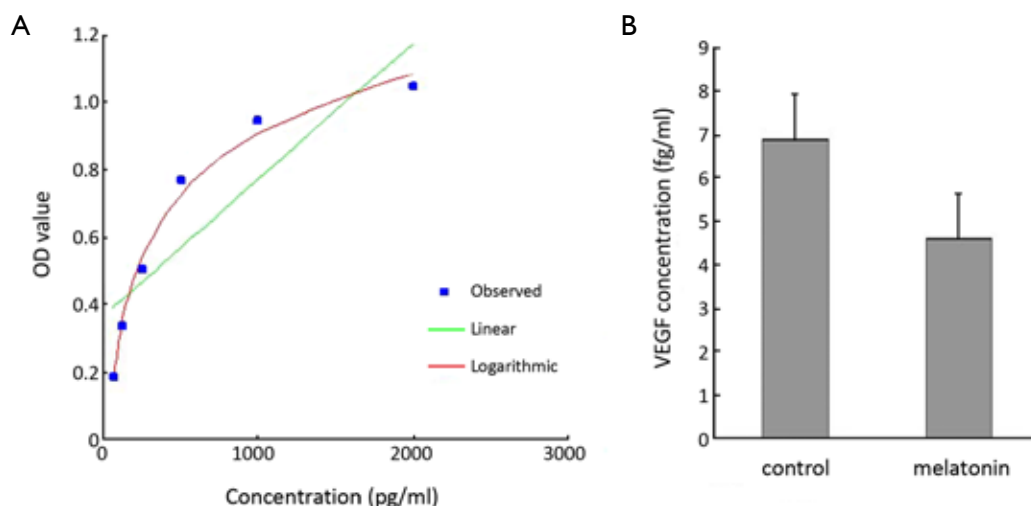 A
1.2
1.0
0.8
0.6
0.4
0.2
0
OD value
0
1000
2000
3000
Concentration (pg/ml)
Observed
Linear
Logarithmic
B
9
8
7
6
5
4
3
2
1
0
VEGF concentration (fg/ml)
control
melatonin